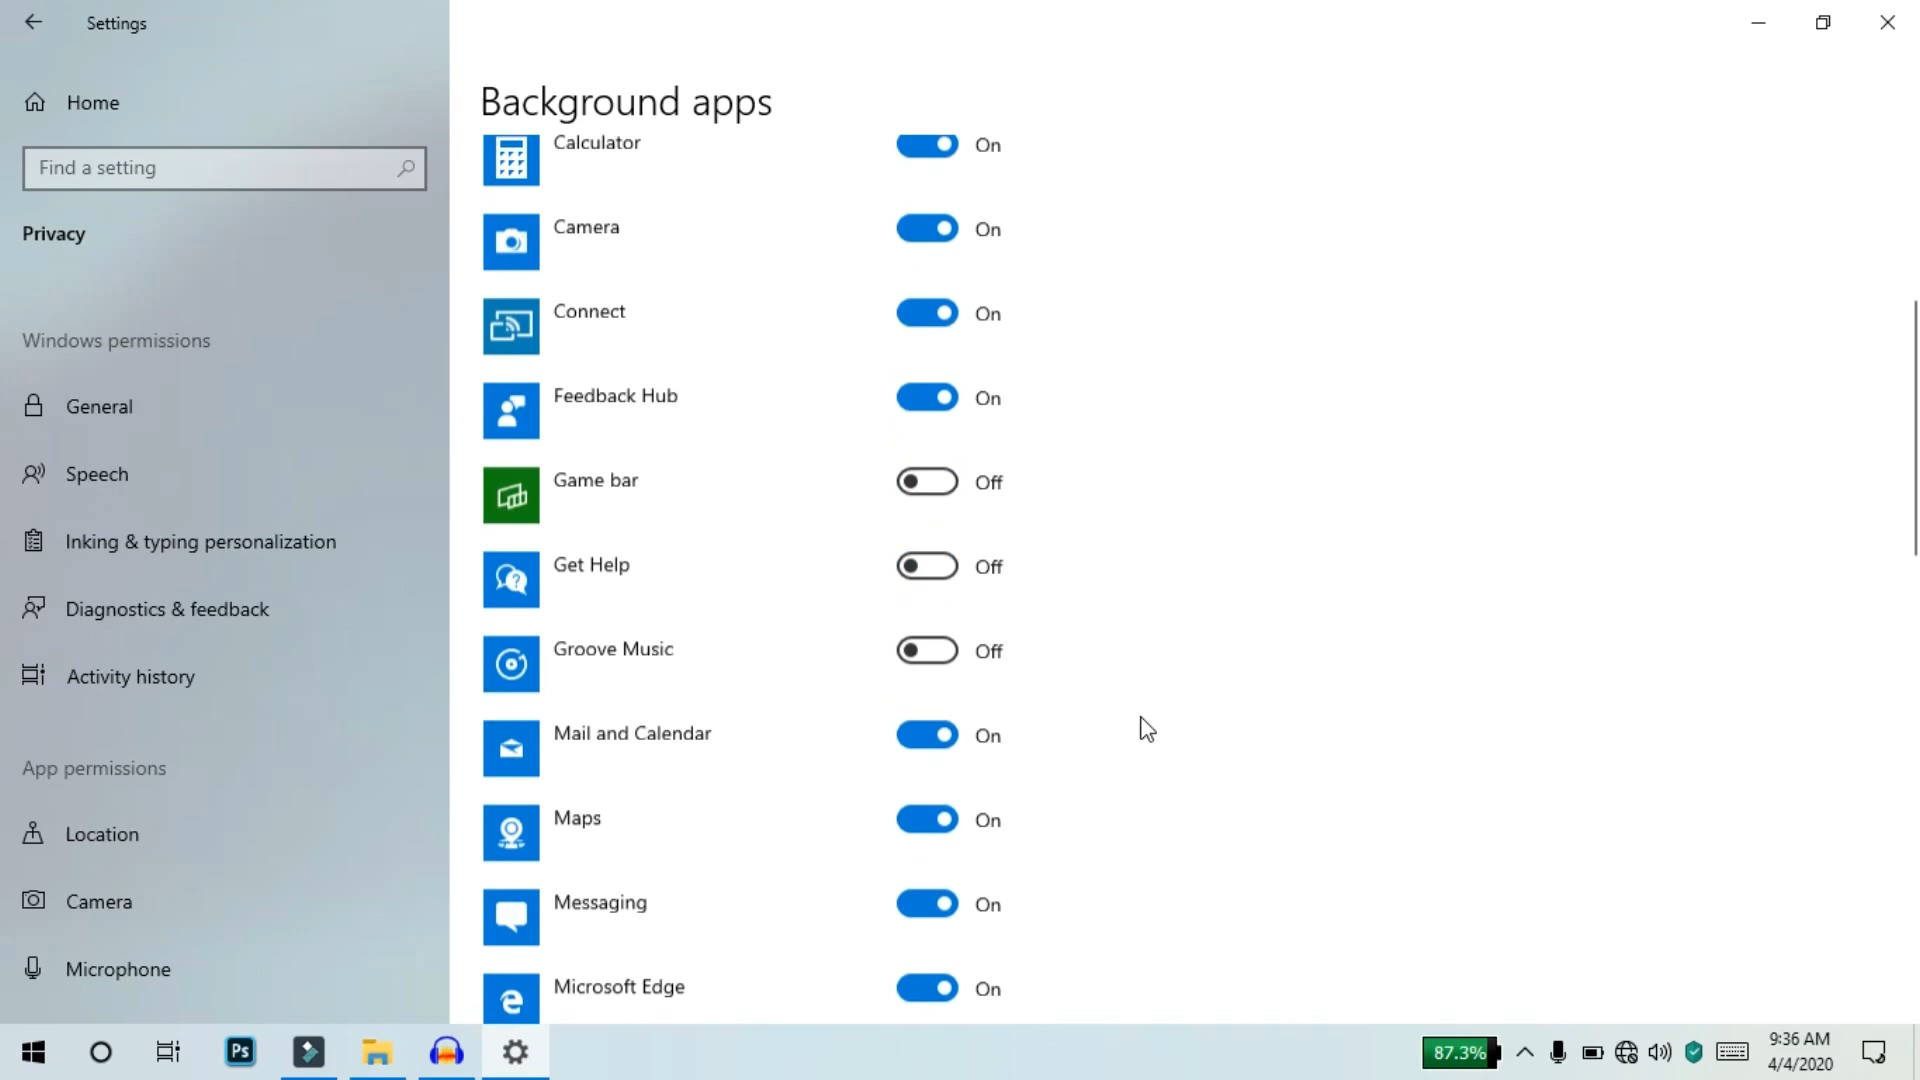 Settings
Home
Find a setting
Privacy
Windows permissions
General
Speech
Inking & typing personalization
Diagnostics & feedback
Activity history
App permissions
Location
Camera
Microphone
Background apps
Calculator On
Camera On
Connect On
Feedback Hub On
Game bar Off
Get Help Off
Groove Music Off
Mail and Calendar On
Maps On
Messaging On
Microsoft Edge On
Ps
87.3%
9:36 AM
4/4/2020